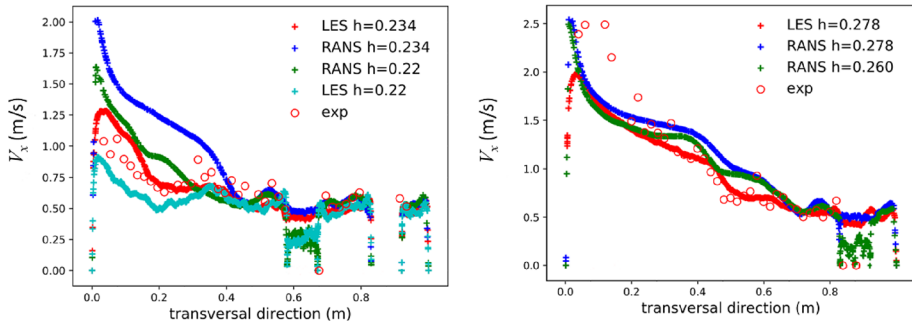 LES h=0.234
RANS h=0.234
RANS h=0.22
LES h=0.22
exp
2.00
1.75
1.50
1.25
1.00
0.75
0.50
0.25
0.00
V_x (m/s)
0.0 0.2 0.4 0.6 0.8
transversal direction (m)
LES h=0.278
RANS h=0.278
RANS h=0.260
exp
2.5
2.0
1.5
1.0
0.5
0.0
V_x (m/s)
0.0 0.2 0.4 0.6 0.8
transversal direction (m)